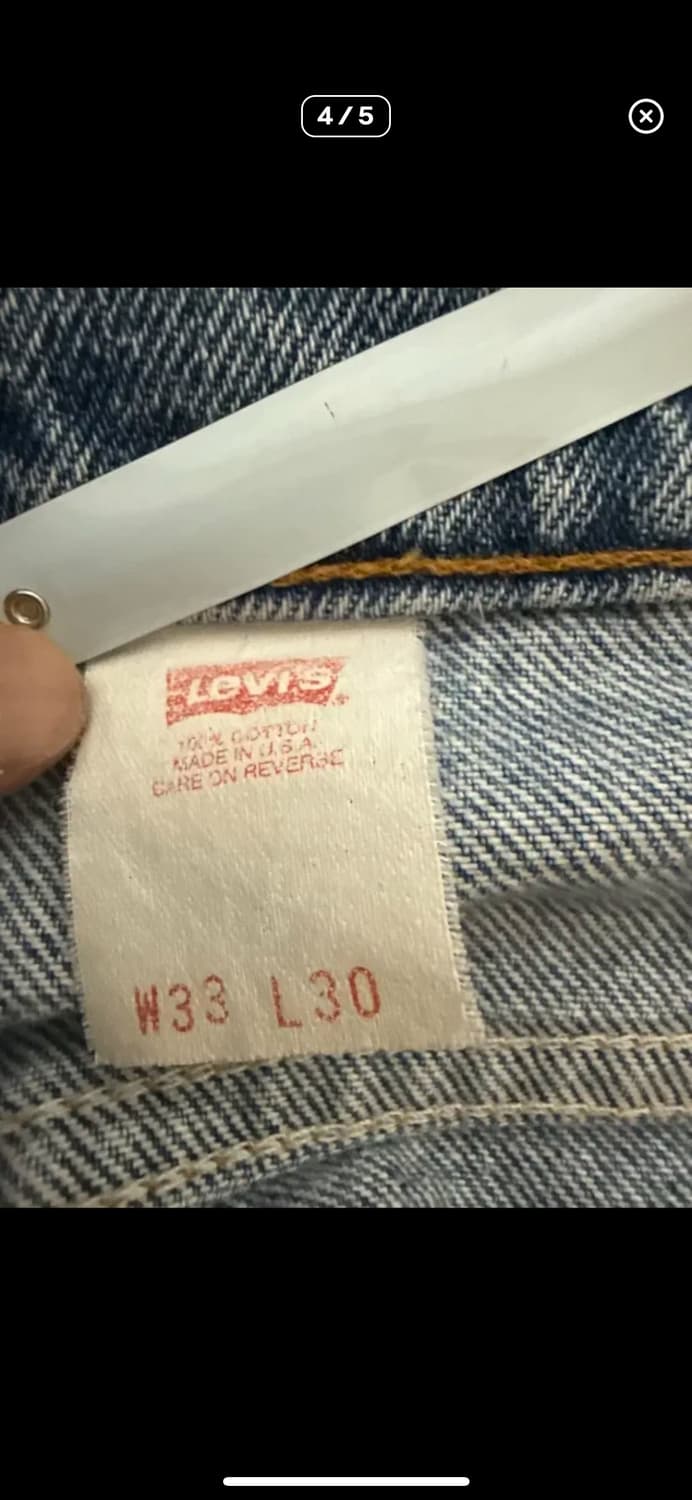 4/5
LEVI'S
100% COTTON
MADE IN U.S.A.
CARE ON REVERSE
W33 L30